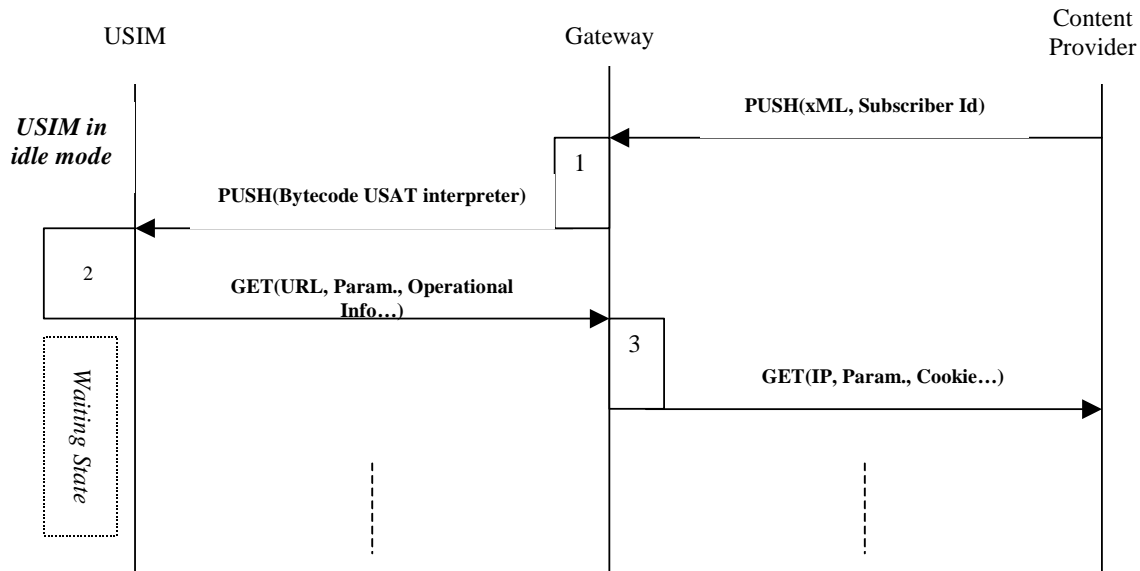 Content
Provider
USIM
Gateway
PUSH(xML, Subscriber Id)
USIM in
idle mode
1
PUSH(Bytecode USAT interpreter)
2
GET(URL, Param., Operational
Info…)
3
GET(IP, Param., Cookie…)
Waiting State